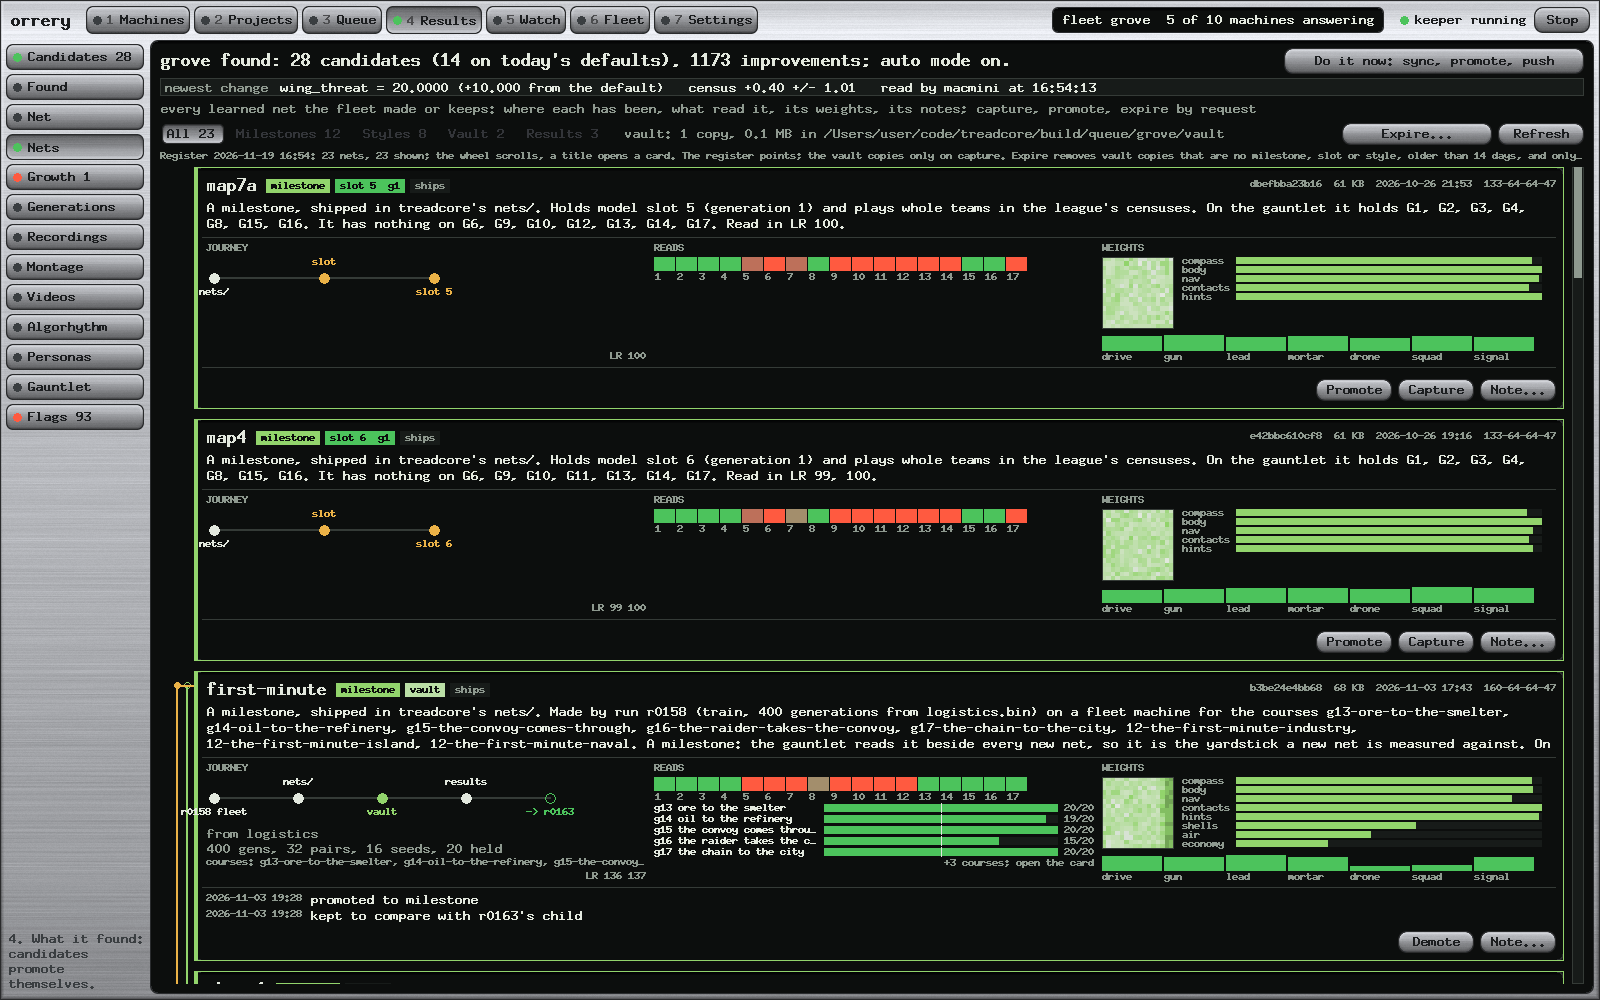 orrery
1 Machines
2 Projects
3 Queue
4 Results
5 Watch
6 Fleet
7 Settings
fleet grove 5 of 10 machines answering
keeper running
Stop
Candidates 28
Found
Net
Nets
Growth 1
Generations
Recordings
Montage
Videos
Algorhythm
Personas
Gauntlet
Flags 93
4. What it found:
candidates
promote
themselves.
grove found: 28 candidates (14 on today's defaults), 1173 improvements; auto mode on.
Do it now: sync, promote, push
newest change wing_threat = 20.0000 (+10.000 from the default) census +0.40 +/- 1.01 read by macmini at 16:54:13
every learned net the fleet made or keeps: where each has been, what read it, its weights, its notes; capture, promote, expire by request
All 23 Milestones 12 Styles 8 Vault 2 Results 3 vault: 1 copy, 0.1 MB in /Users/user/code/treadcore/build/queue/grove/vault
Expire...
Refresh
Register 2026-11-19 16:54: 23 nets, 23 shown; the wheel scrolls, a title opens a card. The register points; the vault copies only on capture. Expire removes vault copies that are no milestone, slot or style, older than 14 days, and only…
map7a milestone slot 5 g1 ships
dbefbba23b16 61 KB 2026-10-26 21:53 133-64-64-47
A milestone, shipped in treadcore's nets/. Holds model slot 5 (generation 1) and plays whole teams in the league's censuses. On the gauntlet it holds G1, G2, G3, G4,
G8, G15, G16. It has nothing on G6, G9, G10, G12, G13, G14, G17. Read in LR 100.
JOURNEY
slot
nets/
slot 5
LR 100
READS
1 2 3 4 5 6 7 8 9 10 11 12 13 14 15 16 17
WEIGHTS
compass
body
nav
contacts
hints
drive gun lead mortar drone squad signal
Promote
Capture
Note...
map4 milestone slot 6 g1 ships
e42bbc610cf8 61 KB 2026-10-26 19:16 133-64-64-47
A milestone, shipped in treadcore's nets/. Holds model slot 6 (generation 1) and plays whole teams in the league's censuses. On the gauntlet it holds G1, G2, G3, G4,
G8, G15, G16. It has nothing on G6, G9, G10, G11, G13, G14, G17. Read in LR 99, 100.
JOURNEY
slot
nets/
slot 6
LR 99 100
READS
1 2 3 4 5 6 7 8 9 10 11 12 13 14 15 16 17
WEIGHTS
compass
body
nav
contacts
hints
drive gun lead mortar drone squad signal
Promote
Capture
Note...
first-minute milestone vault ships
b3be24e4bb68 68 KB 2026-11-03 17:43 160-64-64-47
A milestone, shipped in treadcore's nets/. Made by run r0158 (train, 400 generations from logistics.bin) on a fleet machine for the courses g13-ore-to-the-smelter,
g14-oil-to-the-refinery, g15-the-convoy-comes-through, g16-the-raider-takes-the-convoy, g17-the-chain-to-the-city, 12-the-first-minute-industry,
12-the-first-minute-island, 12-the-first-minute-naval. A milestone: the gauntlet reads it beside every new net, so it is the yardstick a new net is measured against. On
JOURNEY
nets/
results
r0158 fleet
vault
-> r0163
from logistics
400 gens, 32 pairs, 16 seeds, 20 held
courses: g13-ore-to-the-smelter, g14-oil-to-the-refinery, g15-the-convoy…
LR 136 137
READS
1 2 3 4 5 6 7 8 9 10 11 12 13 14 15 16 17
g13 ore to the smelter 20/20
g14 oil to the refinery 19/20
g15 the convoy comes throu… 20/20
g16 the raider takes the c… 15/20
g17 the chain to the city 20/20
+3 courses; open the card
WEIGHTS
compass
body
nav
contacts
hints
shells
air
economy
drive gun lead mortar drone squad signal
2026-11-03 19:28 promoted to milestone
2026-11-03 19:28 kept to compare with r0163's child
Demote
Note...